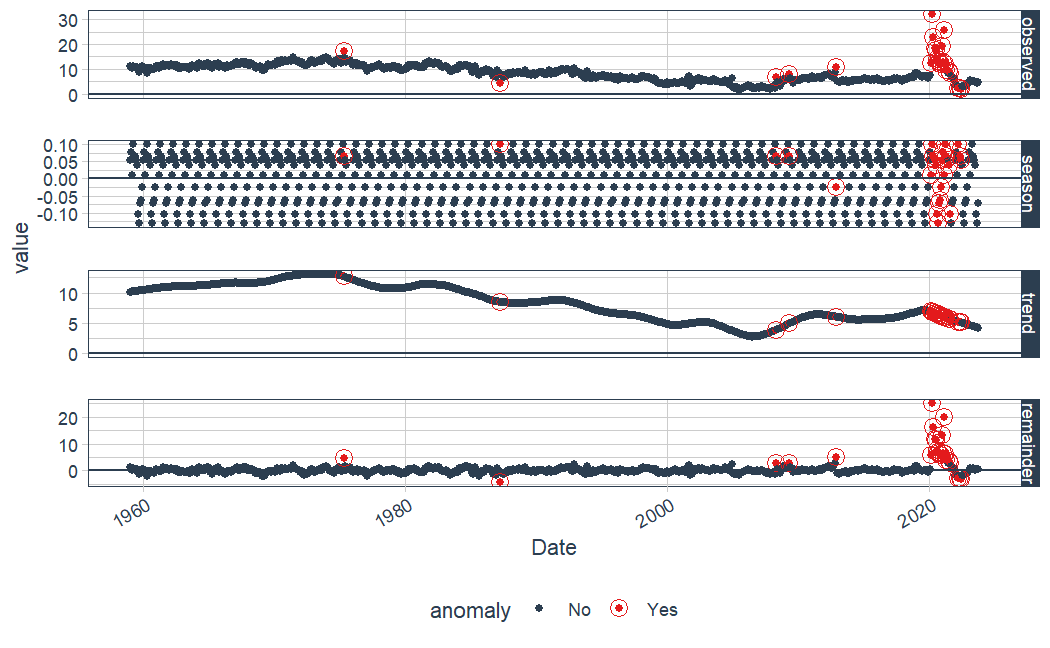 30
20
10
0
observed
0.10
0.05
0.00
-0.05
-0.10
season
value
10
5
0
trend
20
10
0
remainder
1960
1980
2000
2020
Date
anomaly No Yes